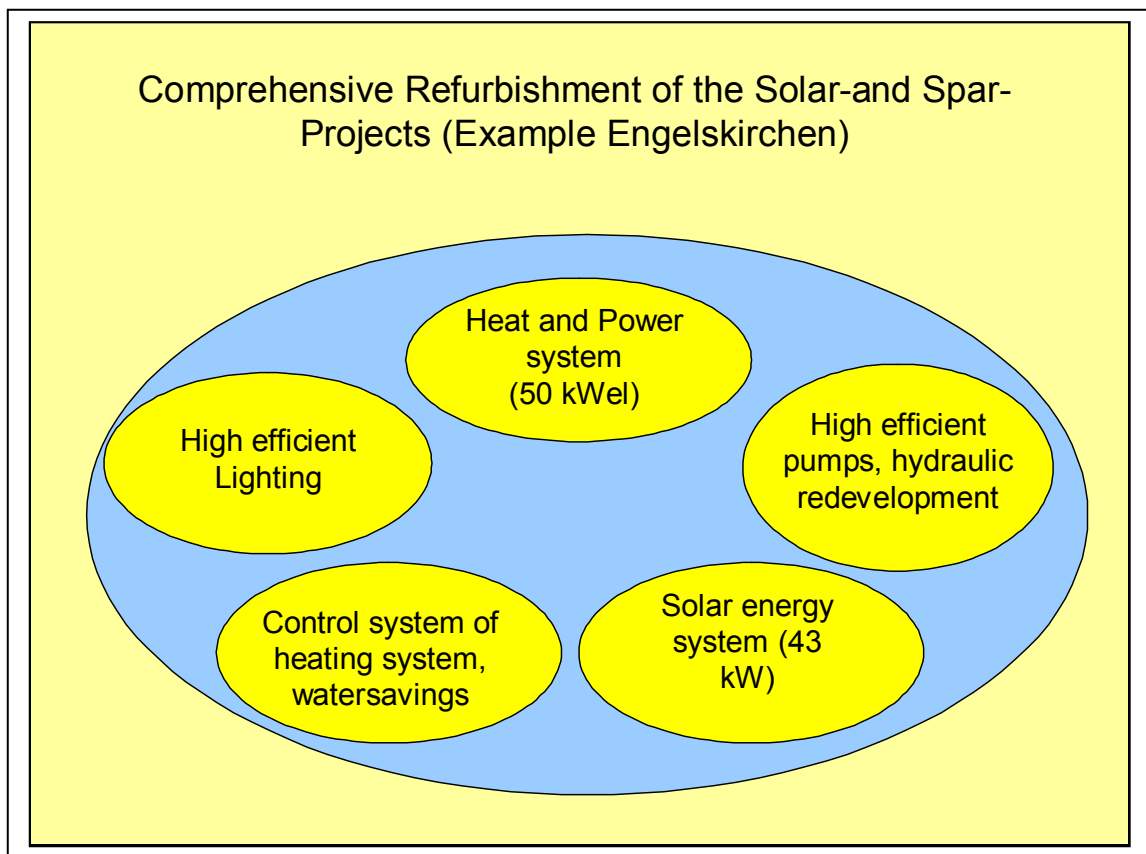 Comprehensive Refurbishment of the Solar-and Spar-
Projects (Example Engelskirchen)
Heat and Power
system
(50 kWel)
High efficient
Lighting
High efficient
pumps, hydraulic
redevelopment
Control system of
heating system,
watersavings
Solar energy
system (43
kW)